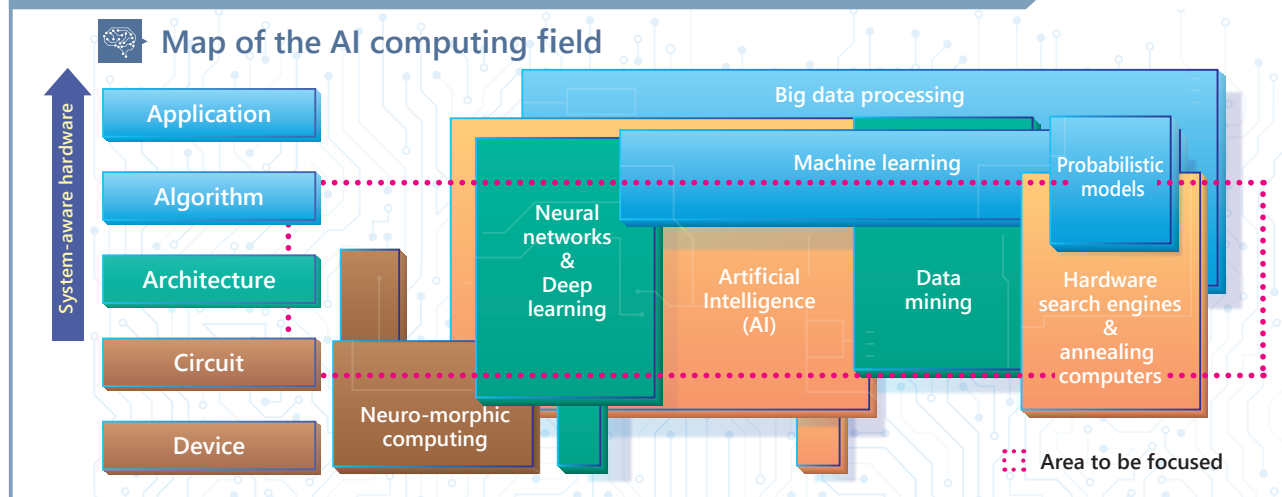 Map of the AI computing field
System-aware hardware
Application
Algorithm
Architecture
Circuit
Device
Big data processing
Machine learning
Probabilistic
models
Neural
networks
&
Deep
learning
Artificial
Intelligence
(AI)
Data
mining
Hardware
search engines
&
annealing
computers
Neuro-morphic
computing
Area to be focused